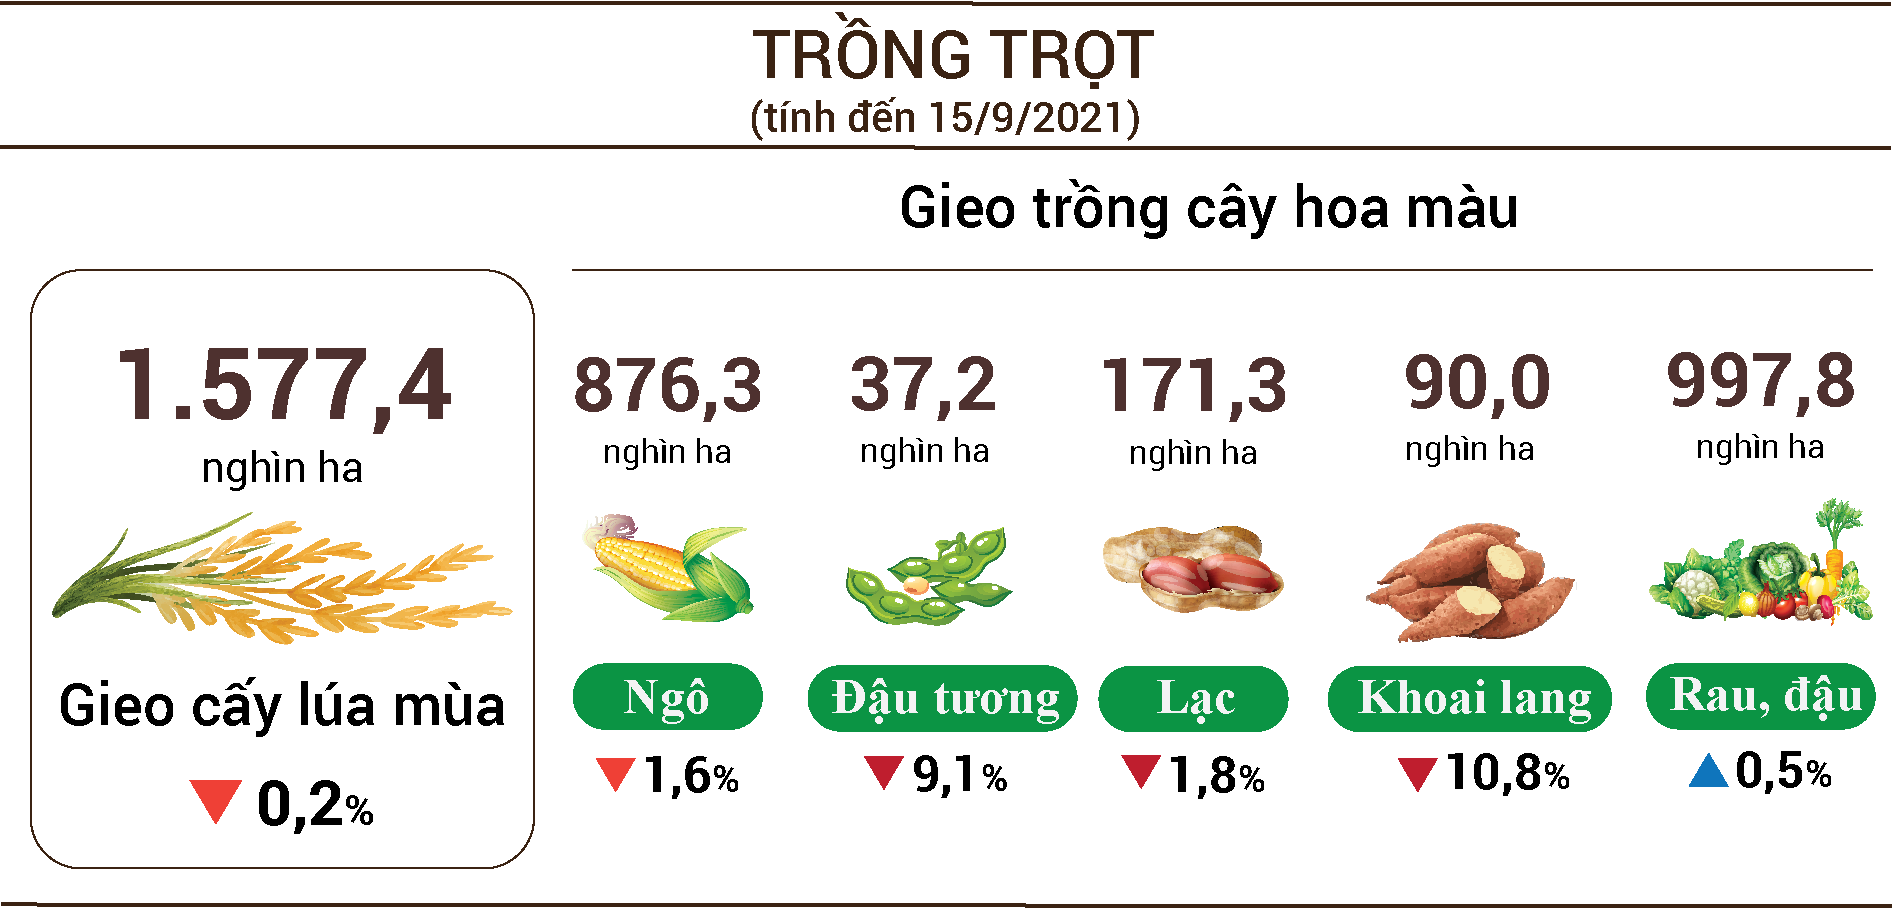 TRỒNG TRỌT
(tính đến 15/9/2021)
Gieo trồng cây hoa màu
1.577,4
nghìn ha
Gieo cấy lúa mùa
0,2%
876,3 37,2 171,3 90,0 997,8
nghìn ha nghìn ha nghìn ha nghìn ha nghìn ha
Ngô Đậu tương Lạc Khoai lang Rau, đậu
1,6% 9,1% 1,8% 10,8% 0,5%